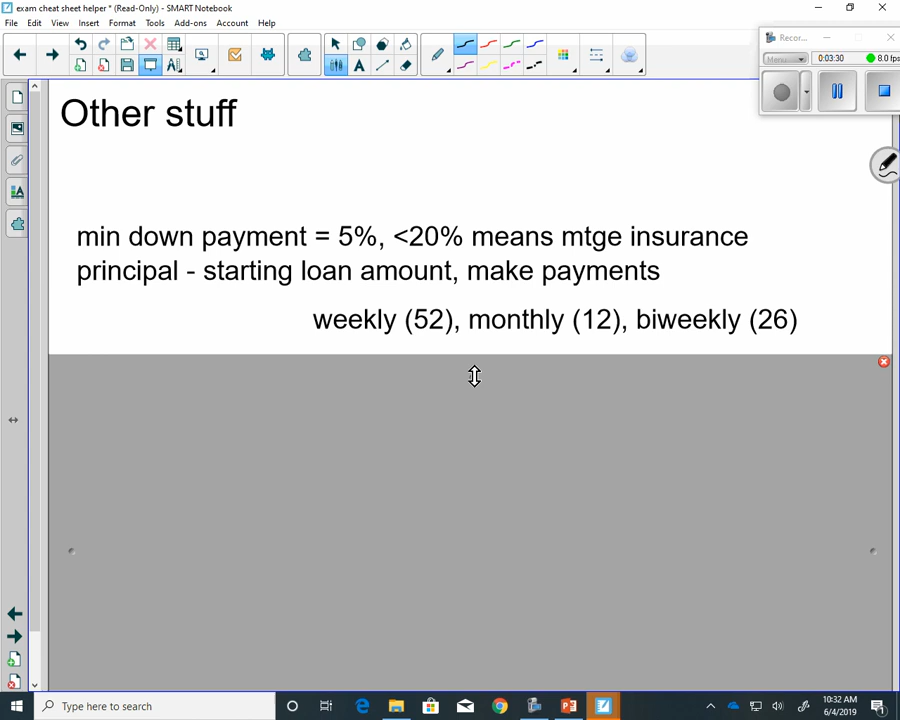 exam cheat sheet helper * (Read-Only) - SMART Notebook
File Edit View Insert Format Tools Add-ons Account Help
Recor...
Menu
0:03:30
8.0 fps
Other stuff
min down payment = 5%, <20% means mtge insurance
principal - starting loan amount, make payments
weekly (52), monthly (12), biweekly (26)
Type here to search
10:32 AM
6/4/2019